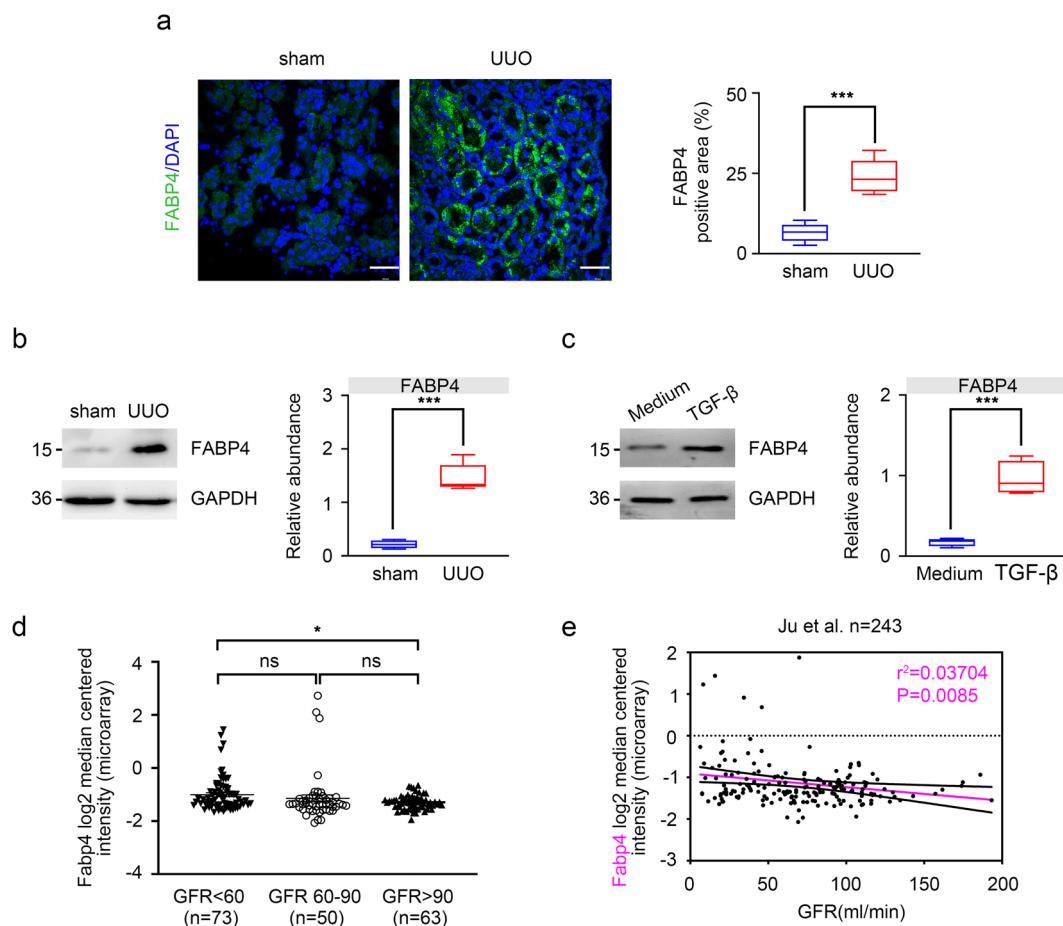 a
sham
UUO
FABP4/DAPI
FABP4
positive area (%)
50
25
0
***
sham
UUO
b
sham UUO
15
FABP4
36
GAPDH
FABP4
Relative abundance
3
2
1
0
***
sham
UUO
c
Medium
TGF-β
15
FABP4
36
GAPDH
FABP4
Relative abundance
2
1
0
***
Medium
TGF-β
d
Fabp4 log2 median centered
intensity (microarray)
4
2
0
-2
-4
*
ns
ns
GFR<60
(n=73)
GFR 60-90
(n=50)
GFR>90
(n=63)
e
Ju et al. n=243
Fabp4 log2 median centered
intensity (microarray)
2
1
0
-1
-2
-3
r²=0.03704
P=0.0085
0
50
100
150
200
GFR(ml/min)